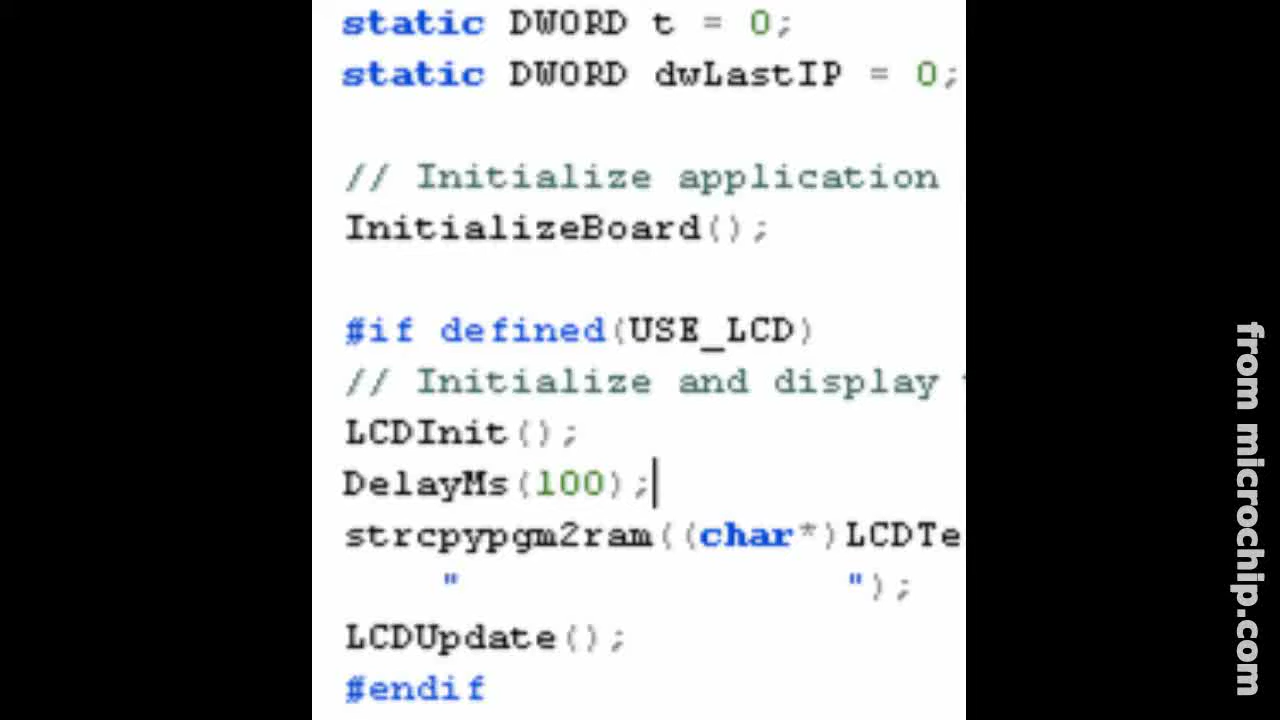 static DWORD t = 0;
static DWORD dwLastIP = 0;
// Initialize application
InitializeBoard();
#if defined(USE_LCD)
// Initialize and display
LCDInit();
DelayMs(100);
strcpypgm2ram((char*)LCDTe
"                ");
LCDUpdate();
#endif
from microchip.com